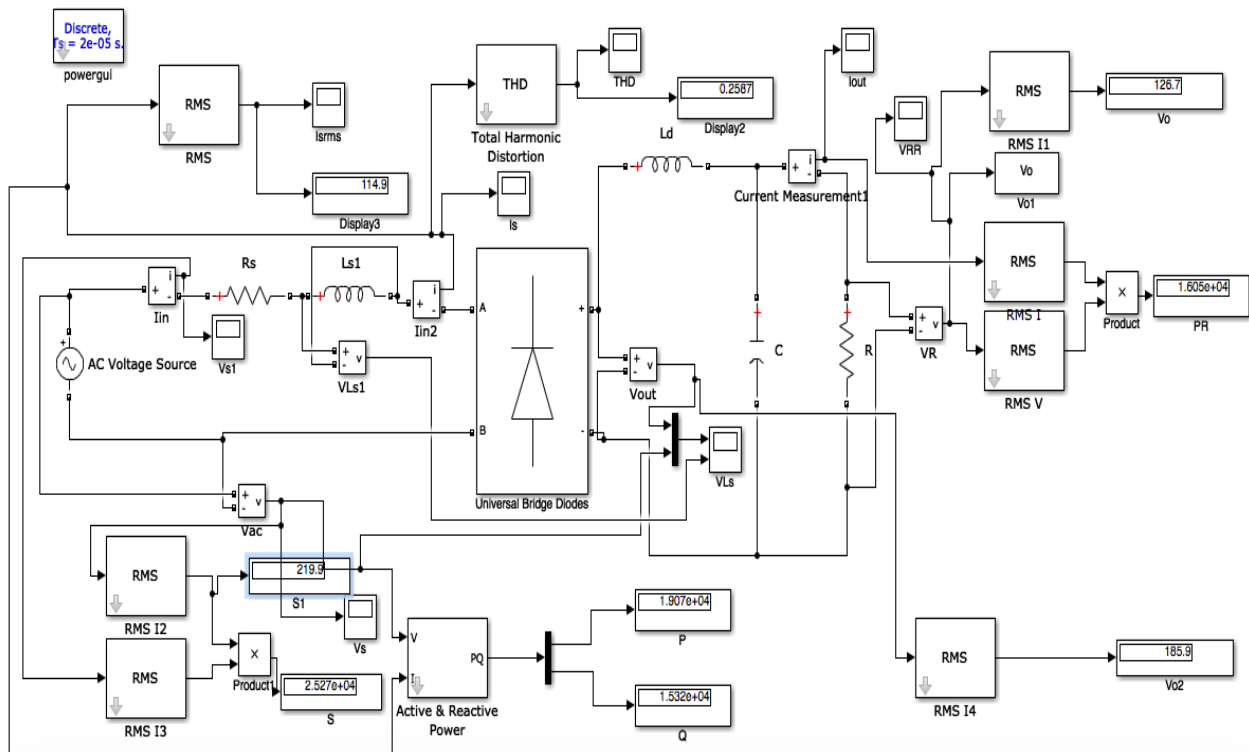 Discrete,
Ts = 2e-05 s.
powergui
RMS
RMS
Isrms
114.9
Display3
THD
Total Harmonic
Distortion
THD
0.2587
Display2
Is
Ld
Iout
i
+
-
Current Measurement1
VRR
RMS
RMS I1
126.7
Vo
Vo
Vo1
RMS
RMS I
RMS
RMS V
X
Product
1.605e+04
PR
+
-
v
VR
+
-
i
Iin
Rs
Ls1
+
-
i
Iin2
Vs1
+
-
v
VLs1
+
AC Voltage Source
A
B
+
-
Universal Bridge Diodes
+
-
v
Vout
C
R
VLs
+
-
v
Vac
RMS
RMS I2
219.9
S1
Vs
RMS
RMS I3
X
Product1
2.527e+04
S
V
I
PQ
Active & Reactive
Power
1.907e+04
P
1.532e+04
Q
RMS
RMS I4
185.9
Vo2